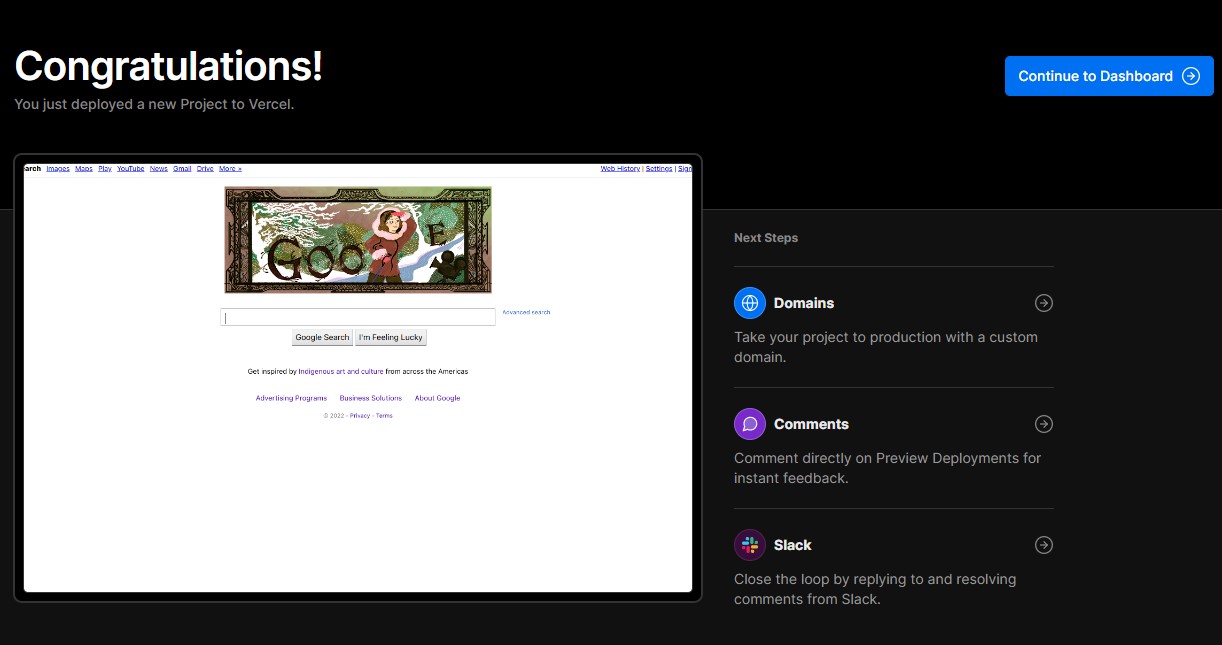 Congratulations!
You just deployed a new Project to Vercel.
Continue to Dashboard
arch Images Maps Play YouTube News Gmail Drive More »
Web History | Settings | Sign
GOO E
Advanced search
Google Search I'm Feeling Lucky
Get inspired by Indigenous art and culture from across the Americas
Advertising Programs Business Solutions About Google
© 2022 - Privacy - Terms
Next Steps
Domains
Take your project to production with a custom
domain.
Comments
Comment directly on Preview Deployments for
instant feedback.
Slack
Close the loop by replying to and resolving
comments from Slack.